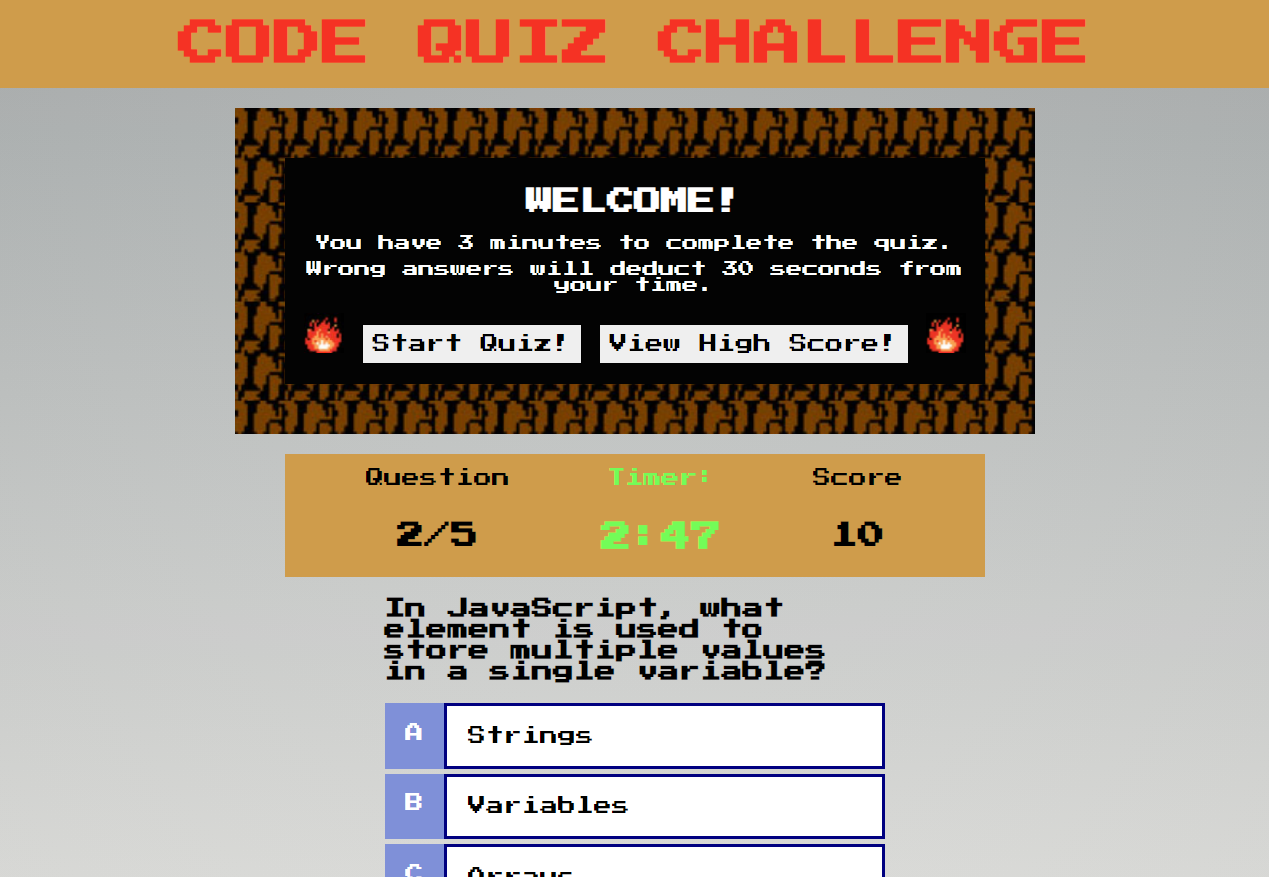 CODE QUIZ CHALLENGE
WELCOME!
You have 3 minutes to complete the quiz.
Wrong answers will deduct 30 seconds from
your time.
Start Quiz! View High Score!
Question Timer: Score
2/5 2:47 10
In JavaScript, what
element is used to
store multiple values
in a single variable?
A Strings
B Variables
C Arrays